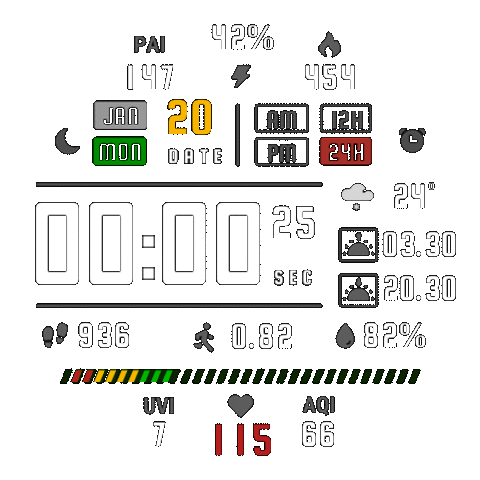 PAI 42%
147 454
JAN 20 AM 12H
MON DATE PM 24H
00:00 25 SEC
24°
03.30
20.30
936 0.82 82%
UVI AQI
7 115 66